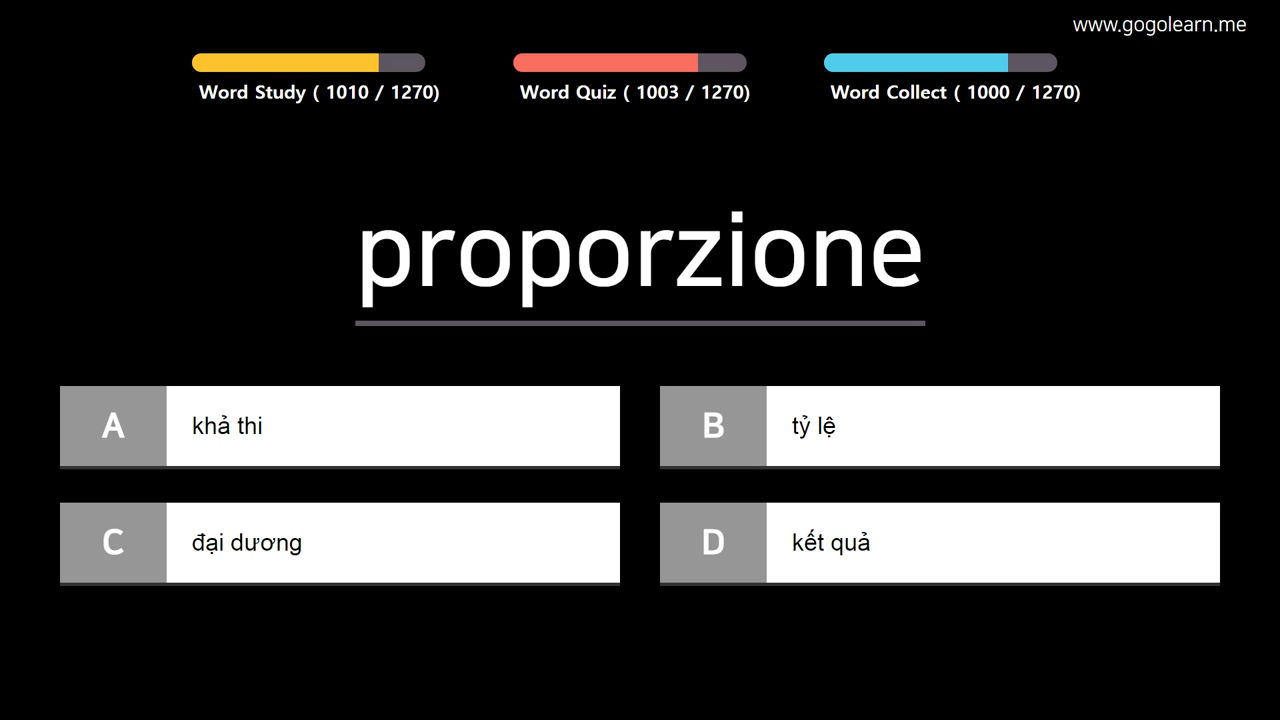 www.gogolearn.me
Word Study ( 1010 / 1270)
Word Quiz ( 1003 / 1270)
Word Collect ( 1000 / 1270)
proporzione
A khả thi
B tỷ lệ
C đại dương
D kết quả